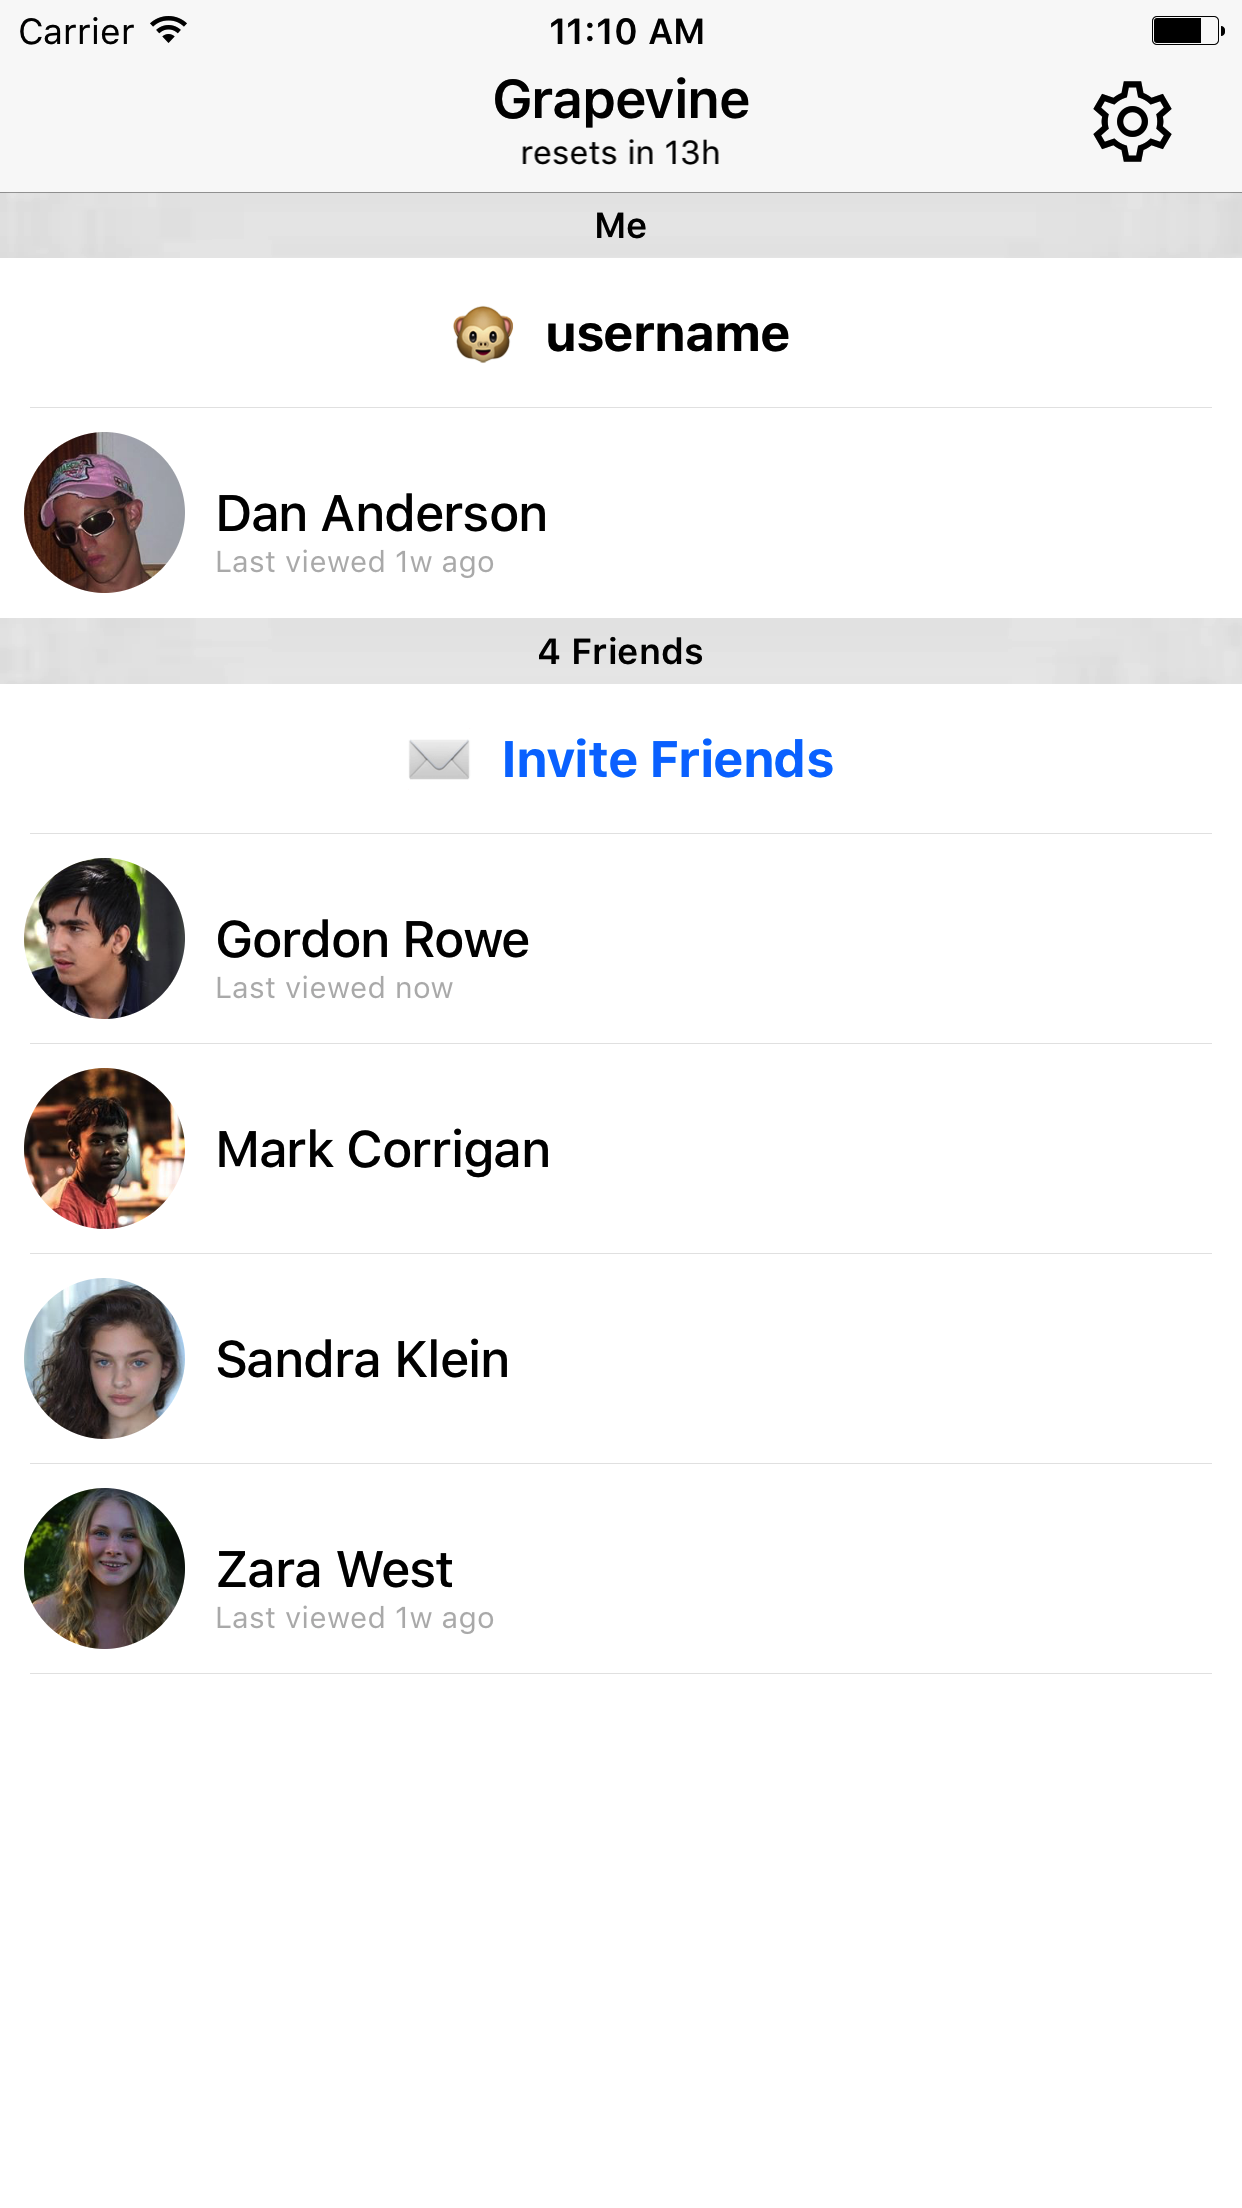 Carrier
11:10 AM
Grapevine
resets in 13h
Me
username
Dan Anderson
Last viewed 1w ago
4 Friends
Invite Friends
Gordon Rowe
Last viewed now
Mark Corrigan
Sandra Klein
Zara West
Last viewed 1w ago